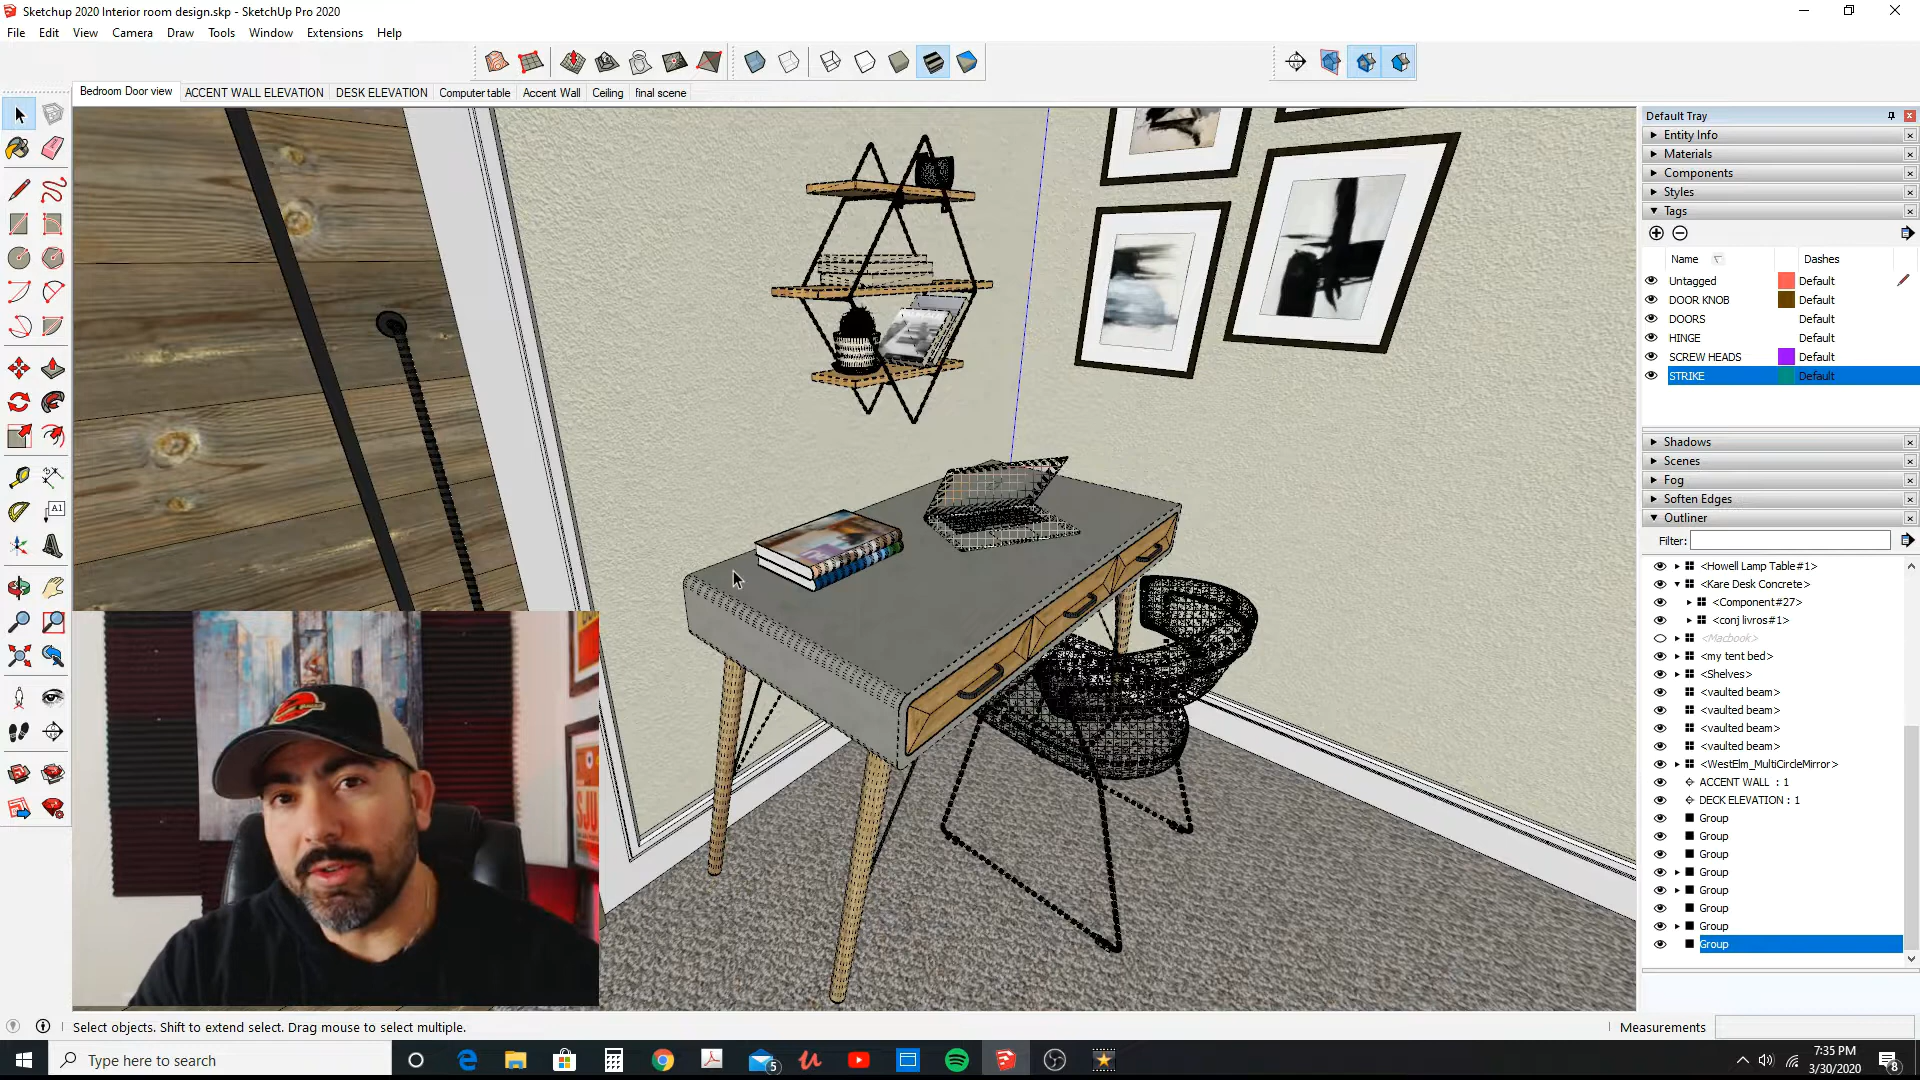 Sketchup 2020 Interior room design.skp - SketchUp Pro 2020
File Edit View Camera Draw Tools Window Extensions Help
Bedroom Door view ACCENT WALL ELEVATION DESK ELEVATION Computer table Accent Wall Ceiling final scene
Default Tray
Entity Info
Materials
Components
Styles
Tags
Name Dashes
Untagged Default
DOOR KNOB Default
DOORS Default
HINGE Default
SCREW HEADS Default
STRIKE Default
Shadows
Scenes
Fog
Soften Edges
Outliner
Filter:
<Howell Lamp Table#1>
<Kare Desk Concrete>
<Component#27>
<conj livros#1>
<Macbook>
<my tent bed>
<Shelves>
<vaulted beam>
<vaulted beam>
<vaulted beam>
<vaulted beam>
<WestElm_MultiCircleMirror>
ACCENT WALL : 1
DECK ELEVATION : 1
Group
Group
Group
Group
Group
Group
Group
Group
A1
Select objects. Shift to extend select. Drag mouse to select multiple.
Measurements
Type here to search
5
7:35 PM
3/30/2020
8